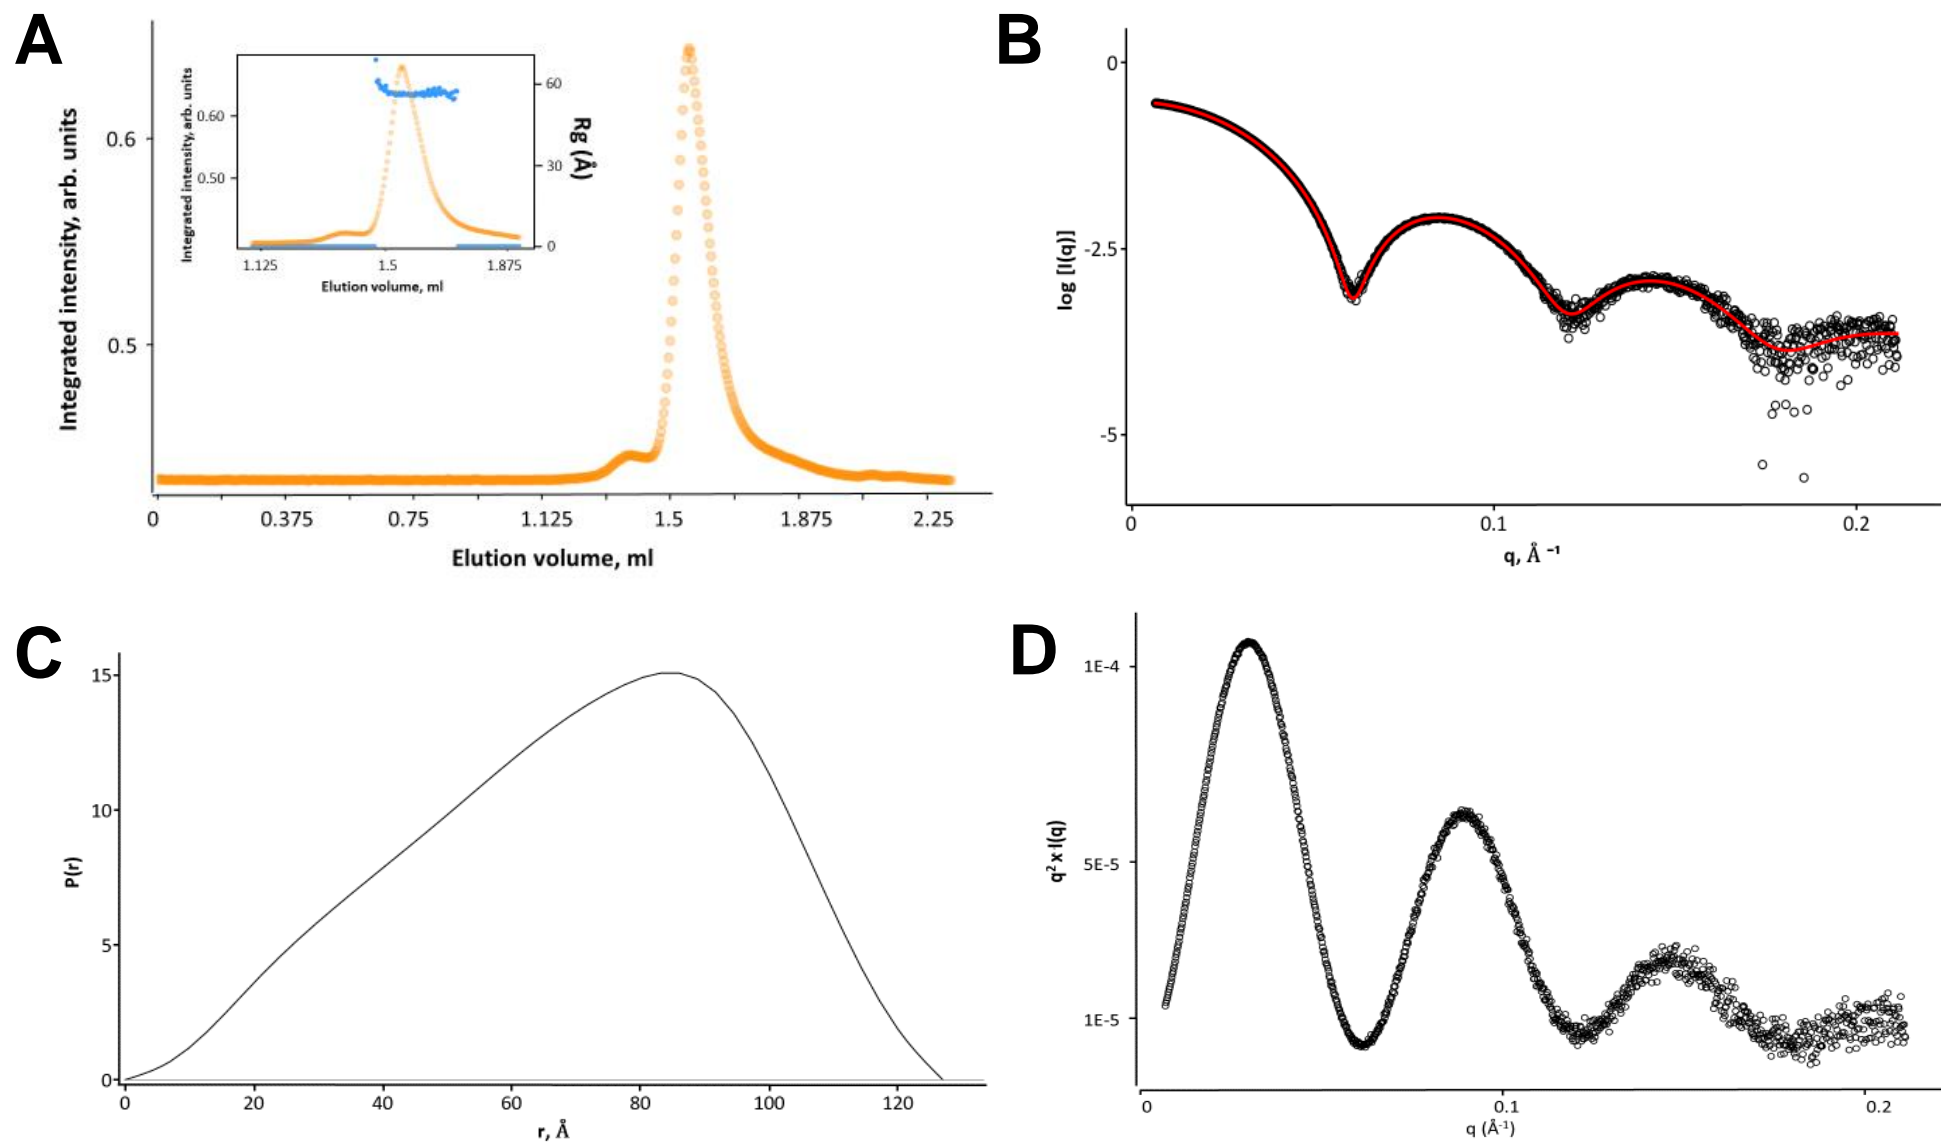 A
Integrated intensity, arb. units
0.6
0.5
0
0.375
0.75
1.125
1.5
1.875
2.25
Elution volume, ml
Integrated intensity, arb. units
0.60
0.50
60
30
0
Rg (Å)
1.125
1.5
1.875
Elution volume, ml
B
log [I(q)]
0
-2.5
-5
0
0.1
0.2
q, Å ⁻¹
C
P(r)
15
10
5
0
0
20
40
60
80
100
120
r, Å
D
q² x I(q)
1E-4
5E-5
1E-5
0
0.1
0.2
q (Å⁻¹)